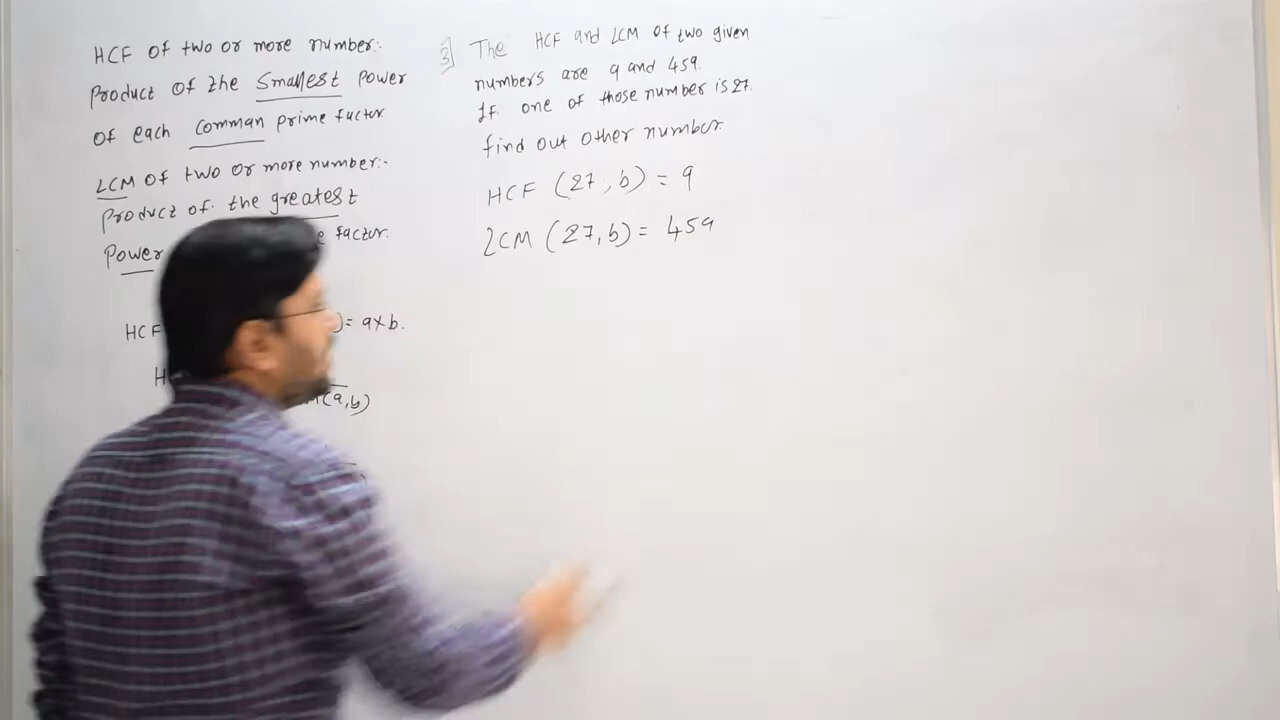 HCF of two or more number:-
Product of the smallest power
of each comman prime factor.
LCM of two or more number:-
Product of the greatest
Power factor.
HCF )= a×b.
(a,b)
3] The HCF and LCM of two given
numbers are 9 and 459.
If one of those number is 27.
find out other number.
HCF (27, b) = 9
LCM (27, b) = 459